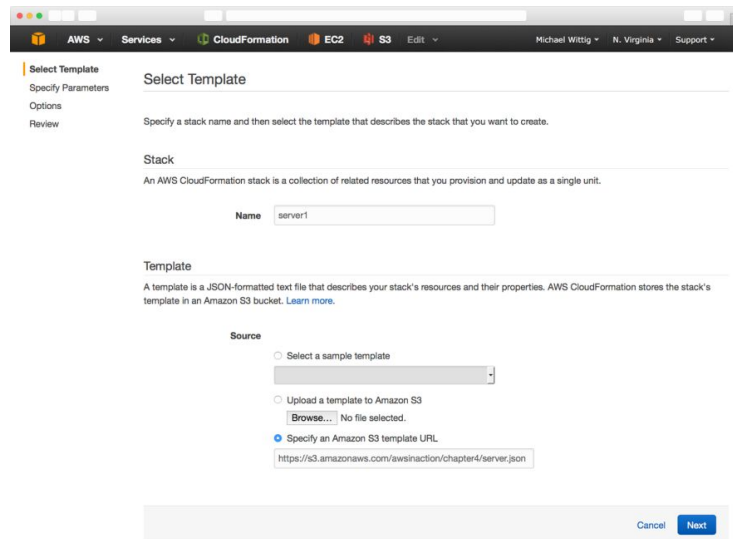 AWS Services CloudFormation EC2 S3 Edit Michael Wittig N. Virginia Support
Select Template
Specify Parameters
Options
Review
Select Template
Specify a stack name and then select the template that describes the stack that you want to create.
Stack
An AWS CloudFormation stack is a collection of related resources that you provision and update as a single unit.
Name server1
Template
A template is a JSON-formatted text file that describes your stack's resources and their properties. AWS CloudFormation stores the stack's
template in an Amazon S3 bucket. Learn more.
Source
Select a sample template
Upload a template to Amazon S3
Browse... No file selected.
Specify an Amazon S3 template URL
https://s3.amazonaws.com/awsinaction/chapter4/server.json
Cancel Next